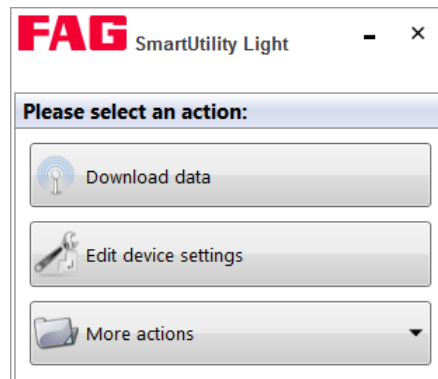 FAG SmartUtility Light
Please select an action:
Download data
Edit device settings
More actions